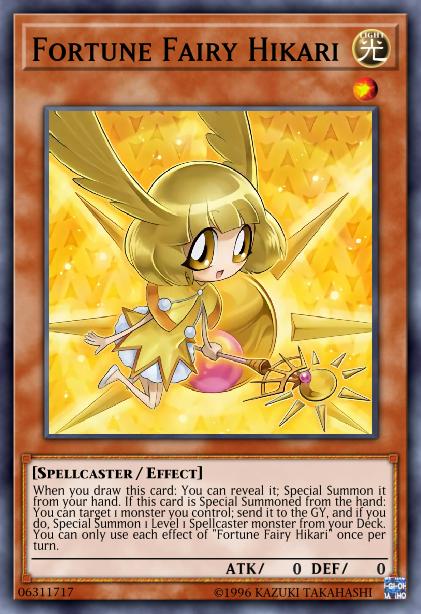 FORTUNE FAIRY HIKARI
LIGHT
光
[SPELLCASTER / EFFECT]
When you draw this card: You can reveal it; Special Summon it
from your hand. If this card is Special Summoned from the hand:
You can target 1 monster you control; send it to the GY, and if you
do, Special Summon 1 Level 1 Spellcaster monster from your Deck.
You can only use each effect of "Fortune Fairy Hikari" once per
turn.
ATK/ 0 DEF/ 0
06311717 ©1996 KAZUKI TAKAHASHI